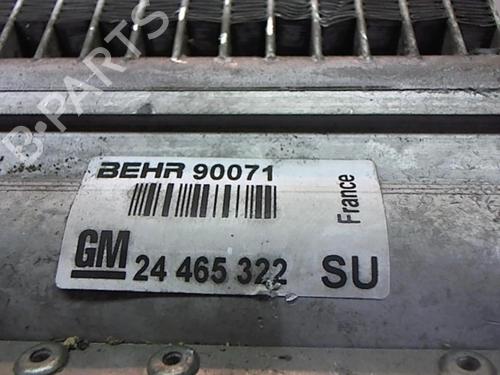 B-PARTS
BEHR 90071
France
GM 24 465 322 SU